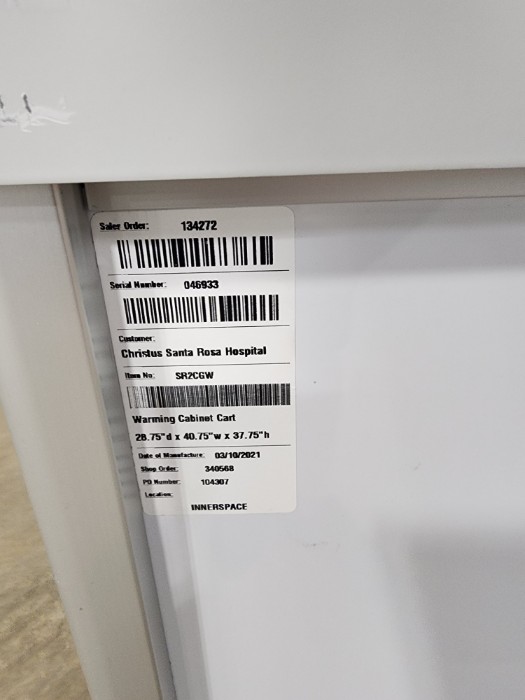 Sales Order: 134272
Serial Number: 046933
Customer:
Christus Santa Rosa Hospital
Item No: SR2CGW
Warming Cabinet Cart
28.75"d x 40.75"w x 37.75"h
Date of Manufacture: 03/10/2021
Shop Order: 340568
PO Number: 104307
Location:
INNERSPACE